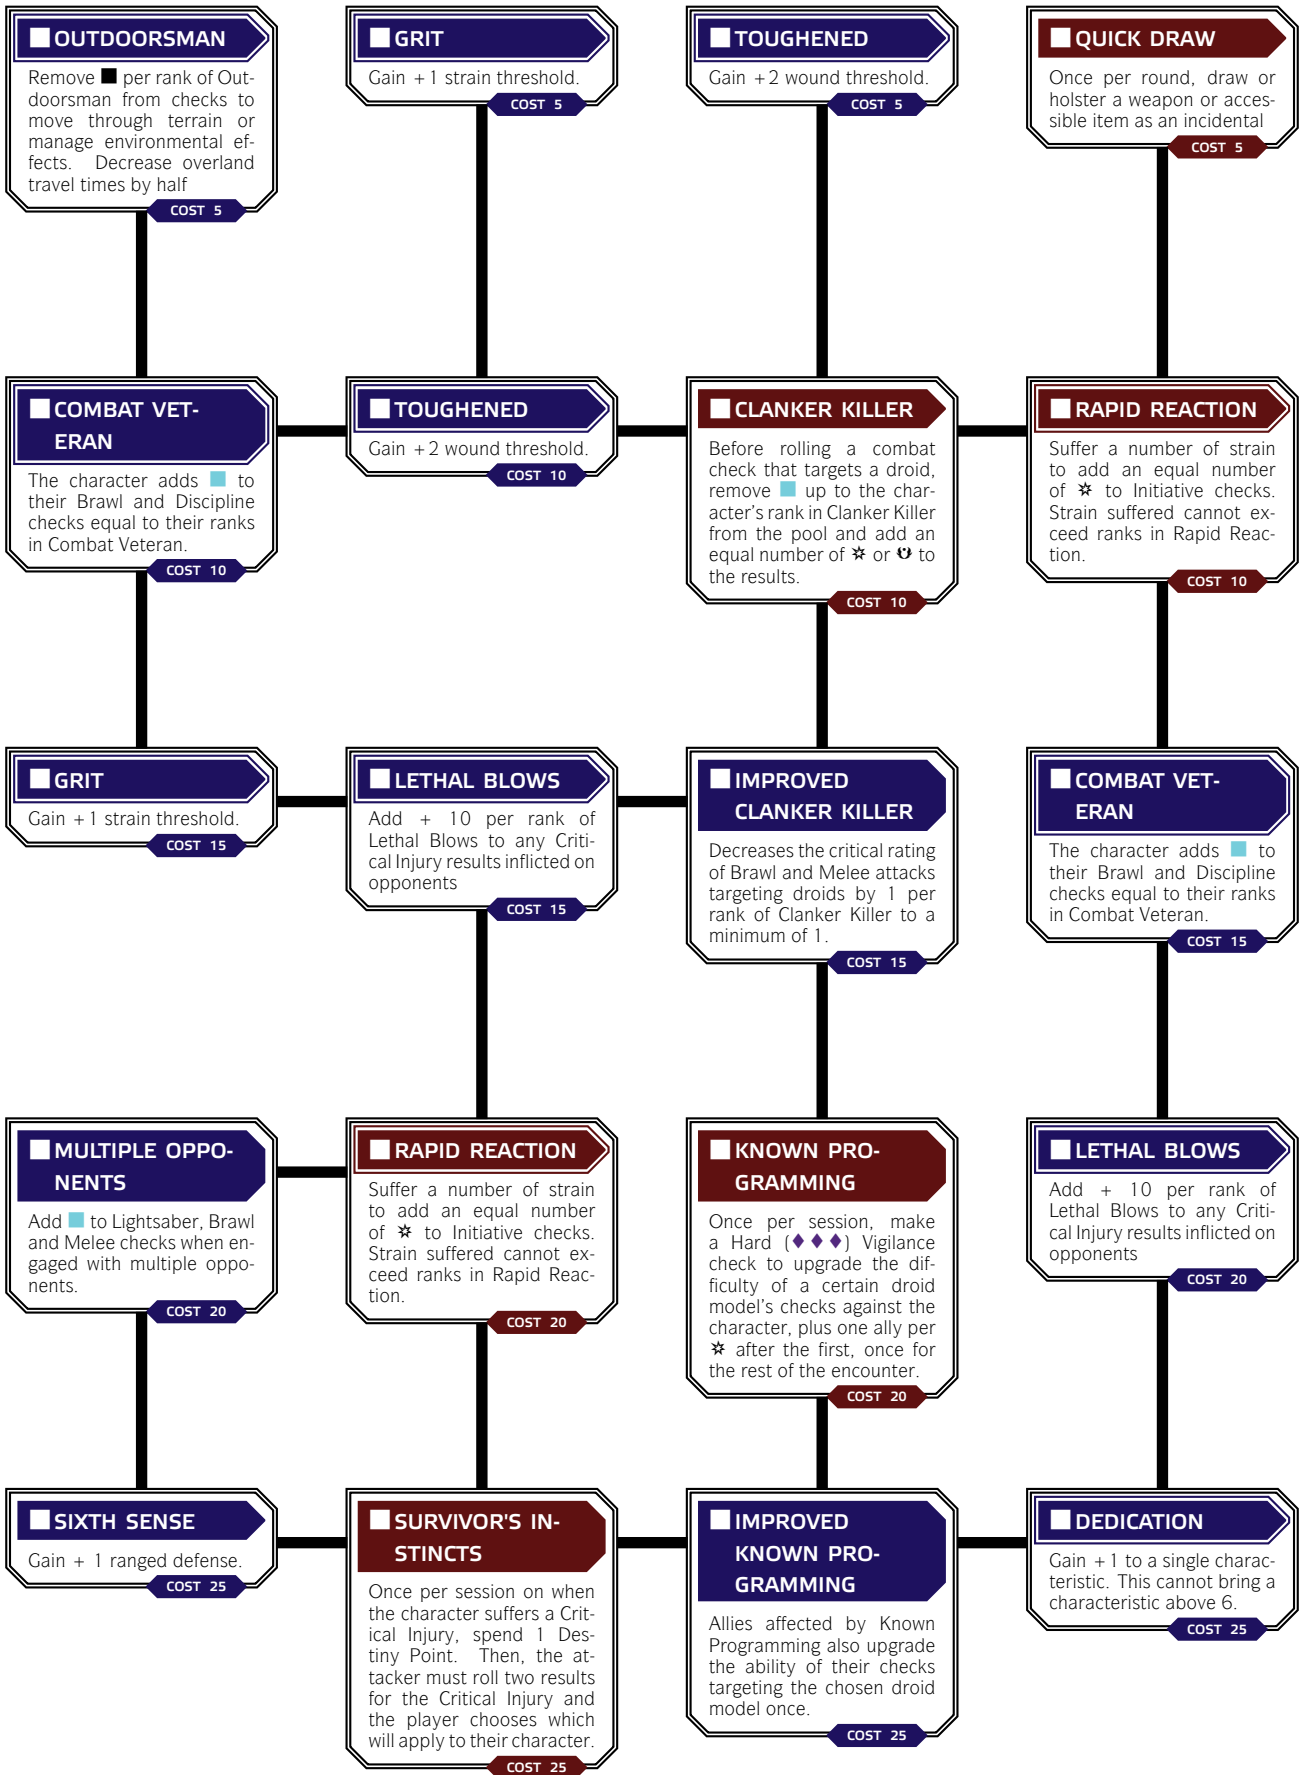 OUTDOORSMAN
Remove ■ per rank of Out-
doorsman from checks to
move through terrain or
manage environmental ef-
fects. Decrease overland
travel times by half
COST 5
GRIT
Gain +1 strain threshold.
COST 5
TOUGHENED
Gain +2 wound threshold.
COST 5
QUICK DRAW
Once per round, draw or
holster a weapon or acces-
sible item as an incidental
COST 5
COMBAT VET-
ERAN
The character adds ■ to
their Brawl and Discipline
checks equal to their ranks
in Combat Veteran.
COST 10
TOUGHENED
Gain +2 wound threshold.
COST 10
CLANKER KILLER
Before rolling a combat
check that targets a droid,
remove ■ up to the char-
acter's rank in Clanker Killer
from the pool and add an
equal number of or to
the results.
COST 10
RAPID REACTION
Suffer a number of strain
to add an equal number
of to Initiative checks.
Strain suffered cannot ex-
ceed ranks in Rapid Reac-
tion.
COST 10
GRIT
Gain +1 strain threshold.
COST 15
LETHAL BLOWS
Add + 10 per rank of
Lethal Blows to any Criti-
cal Injury results inflicted on
opponents
COST 15
IMPROVED
CLANKER KILLER
Decreases the critical rating
of Brawl and Melee attacks
targeting droids by 1 per
rank of Clanker Killer to a
minimum of 1.
COST 15
COMBAT VET-
ERAN
The character adds ■ to
their Brawl and Discipline
checks equal to their ranks
in Combat Veteran.
COST 15
MULTIPLE OPPO-
NENTS
Add ■ to Lightsaber, Brawl
and Melee checks when en-
gaged with multiple oppo-
nents.
COST 20
RAPID REACTION
Suffer a number of strain
to add an equal number
of to Initiative checks.
Strain suffered cannot ex-
ceed ranks in Rapid Reac-
tion.
COST 20
KNOWN PRO-
GRAMMING
Once per session, make
a Hard (♦♦♦) Vigilance
check to upgrade the dif-
ficulty of a certain droid
model's checks against the
character, plus one ally per
after the first, once for
the rest of the encounter.
COST 20
LETHAL BLOWS
Add + 10 per rank of
Lethal Blows to any Criti-
cal Injury results inflicted on
opponents
COST 20
SIXTH SENSE
Gain + 1 ranged defense.
COST 25
SURVIVOR'S IN-
STINCTS
Once per session on when
the character suffers a Crit-
ical Injury, spend 1 Des-
tiny Point. Then, the at-
tacker must roll two results
for the Critical Injury and
the player chooses which
will apply to their character.
COST 25
IMPROVED
KNOWN PRO-
GRAMMING
Allies affected by Known
Programming also upgrade
the ability of their checks
targeting the chosen droid
model once.
COST 25
DEDICATION
Gain +1 to a single charac-
teristic. This cannot bring a
characteristic above 6.
COST 25